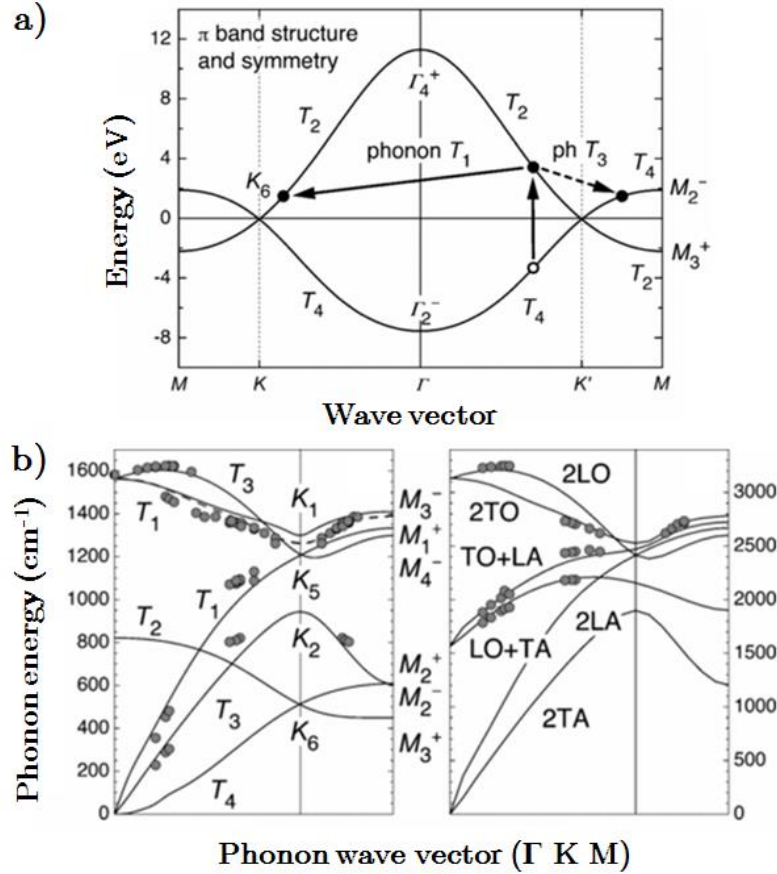 a)
π band structure
and symmetry
12
8
4
0
-4
-8
Energy (eV)
Γ₄⁺
T₂
T₂
phonon T₁
ph T₃
T₄
K₆
M₂⁻
M₃⁺
T₂
T₄
Γ₂⁻
T₄
M
K
Γ
K'
M
Wave vector
b)
1600
1400
1200
1000
800
600
400
200
0
Phonon energy (cm⁻¹)
T₃
K₁
T₁
T₁
K₅
T₂
K₂
T₃
K₆
T₄
M₃⁻
M₁⁺
M₄⁻
M₂⁺
M₂⁻
M₃⁺
2LO
2TO
TO+LA
2LA
LO+TA
2TA
3000
2500
2000
1500
1000
500
0
Phonon wave vector (Γ K M)